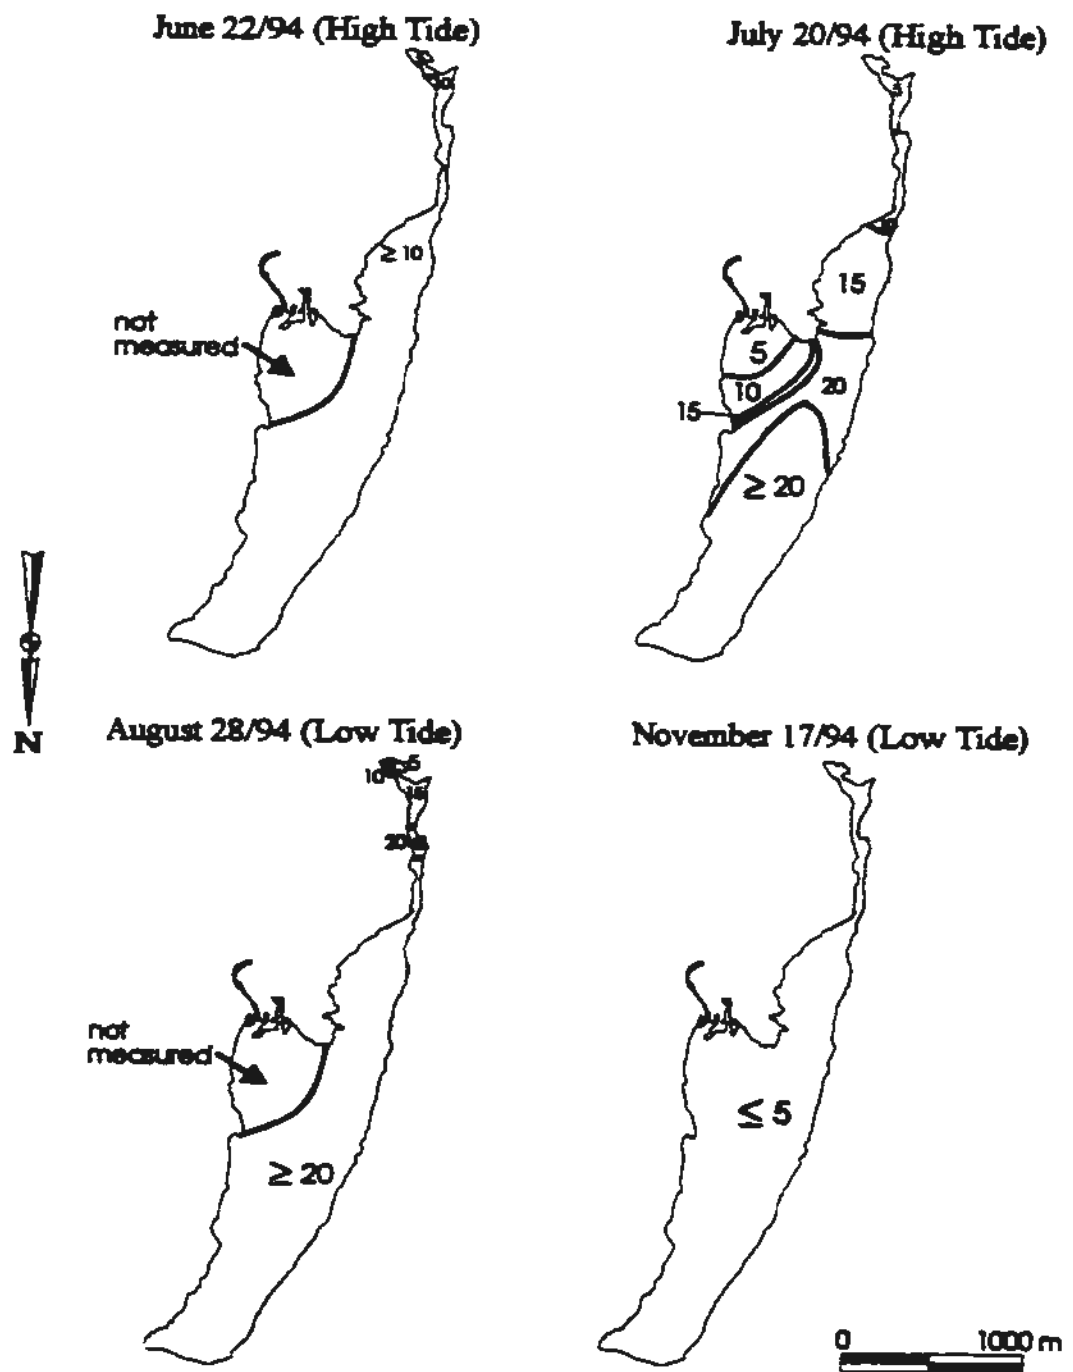 June 22/94 (High Tide)
July 20/94 (High Tide)
≥ 10
not
measured
5
15
5
10
15
20
≥ 20
N
August 28/94 (Low Tide)
November 17/94 (Low Tide)
10
5
15
20
not
measured
≥ 20
≤ 5
0
1000 m